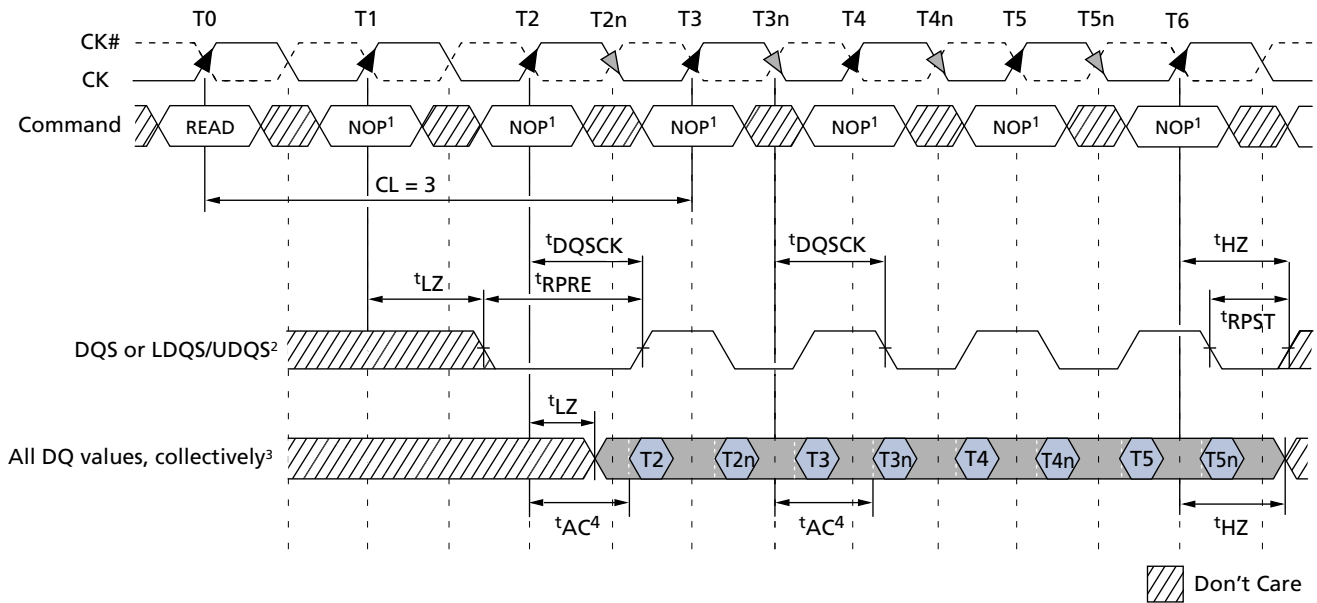 T0 T1 T2 T2n T3 T3n T4 T4n T5 T5n T6
CK#
CK
Command READ NOP¹ NOP¹ NOP¹ NOP¹ NOP¹ NOP¹
CL = 3
ᵗDQSCK ᵗDQSCK ᵗHZ
ᵗLZ ᵗRPRE
ᵗRPST
DQS or LDQS/UDQS²
ᵗLZ
All DQ values, collectively³ T2 T2n T3 T3n T4 T4n T5 T5n
ᵗAC⁴ ᵗAC⁴ ᵗHZ
Don't Care